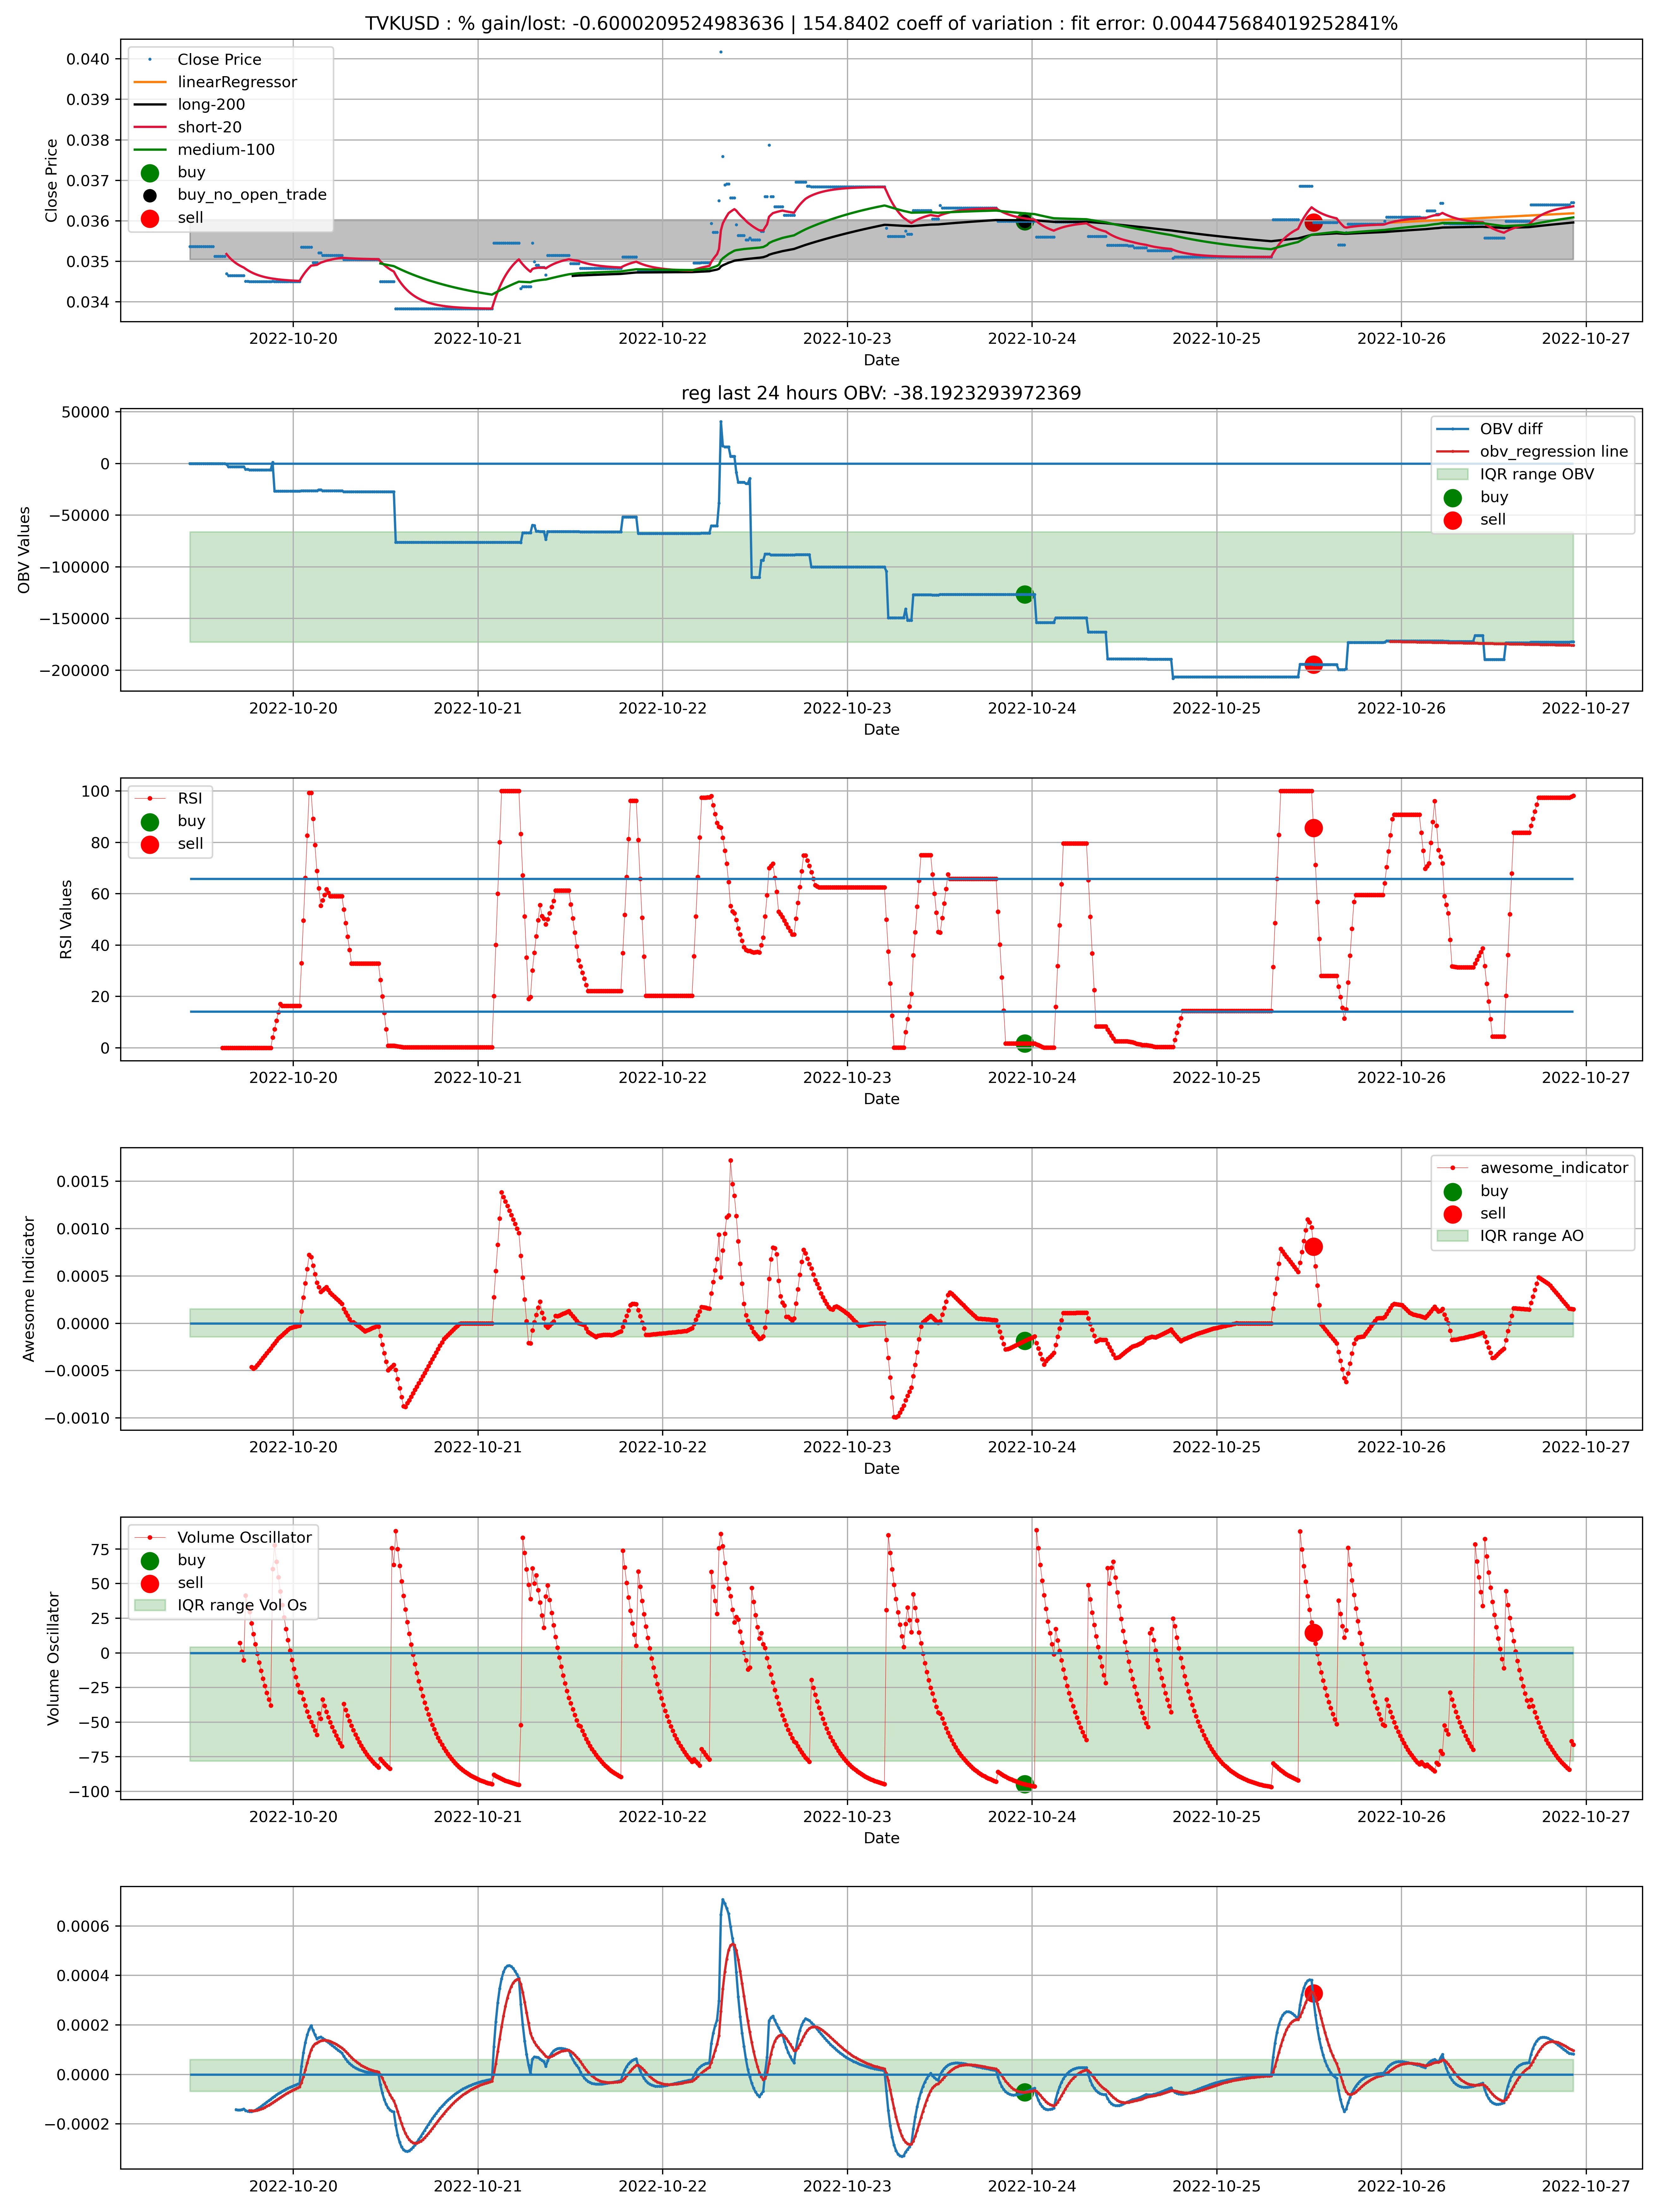 TVKUSD : % gain/lost: -0.6000209524983636 | 154.8402 coeff of variation : fit error: 0.004475684019252841%
Close Price
linearRegressor
long-200
short-20
medium-100
buy
buy_no_open_trade
sell
0.040
0.039
0.038
0.037
0.036
0.035
0.034
Close Price
2022-10-20 2022-10-21 2022-10-22 2022-10-23 2022-10-24 2022-10-25 2022-10-26 2022-10-27
Date
reg last 24 hours OBV: -38.1923293972369
OBV diff
obv_regression line
IQR range OBV
buy
sell
50000
0
−50000
−100000
−150000
−200000
OBV Values
2022-10-20 2022-10-21 2022-10-22 2022-10-23 2022-10-24 2022-10-25 2022-10-26 2022-10-27
Date
RSI
buy
sell
100
80
60
40
20
0
RSI Values
2022-10-20 2022-10-21 2022-10-22 2022-10-23 2022-10-24 2022-10-25 2022-10-26 2022-10-27
Date
awesome_indicator
buy
sell
IQR range AO
0.0015
0.0010
0.0005
0.0000
−0.0005
−0.0010
Awesome Indicator
2022-10-20 2022-10-21 2022-10-22 2022-10-23 2022-10-24 2022-10-25 2022-10-26 2022-10-27
Date
Volume Oscillator
buy
sell
IQR range Vol Os
75
50
25
0
−25
−50
−75
−100
Volume Oscillator
2022-10-20 2022-10-21 2022-10-22 2022-10-23 2022-10-24 2022-10-25 2022-10-26 2022-10-27
Date
0.0006
0.0004
0.0002
0.0000
−0.0002
2022-10-20 2022-10-21 2022-10-22 2022-10-23 2022-10-24 2022-10-25 2022-10-26 2022-10-27